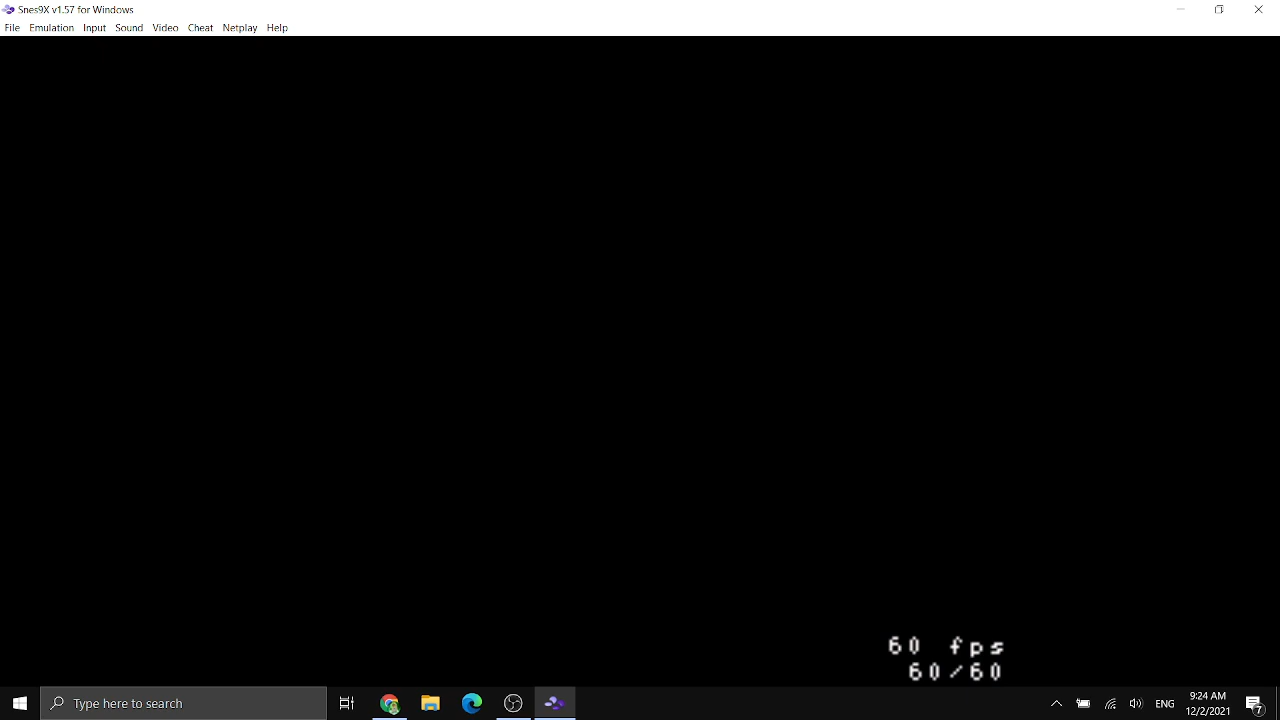 Snes9X v1.57 for Windows
File Emulation Input Sound Video Cheat Netplay Help
60 fps
60/60
Type here to search
ENG
9:24 AM
12/2/2021
7